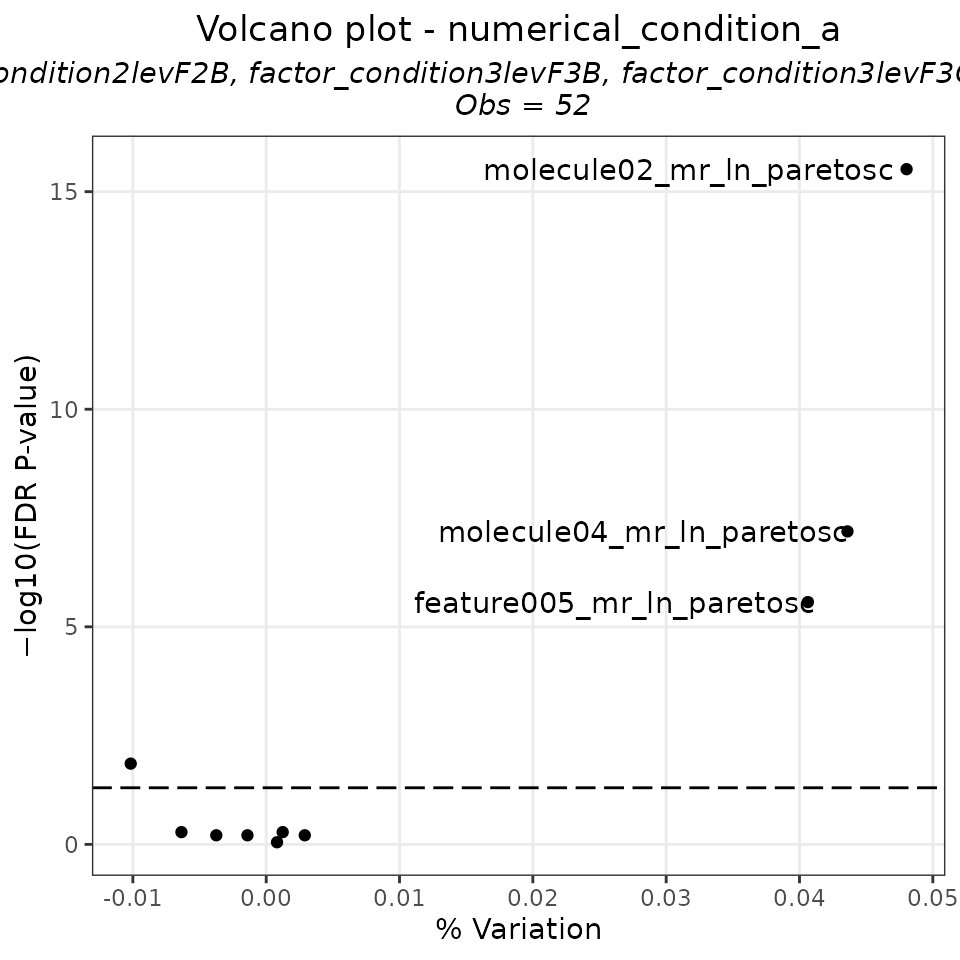 Volcano plot - numerical_condition_a
ondition2levF2B, factor_condition3levF3B, factor_condition3levF3C
Obs = 52
molecule02_mr_ln_paretosc
15
−log10(FDR P-value)
10
molecule04_mr_ln_paretosc
feature005_mr_ln_paretosc
5
0
-0.01 0.00 0.01 0.02 0.03 0.04 0.05
% Variation